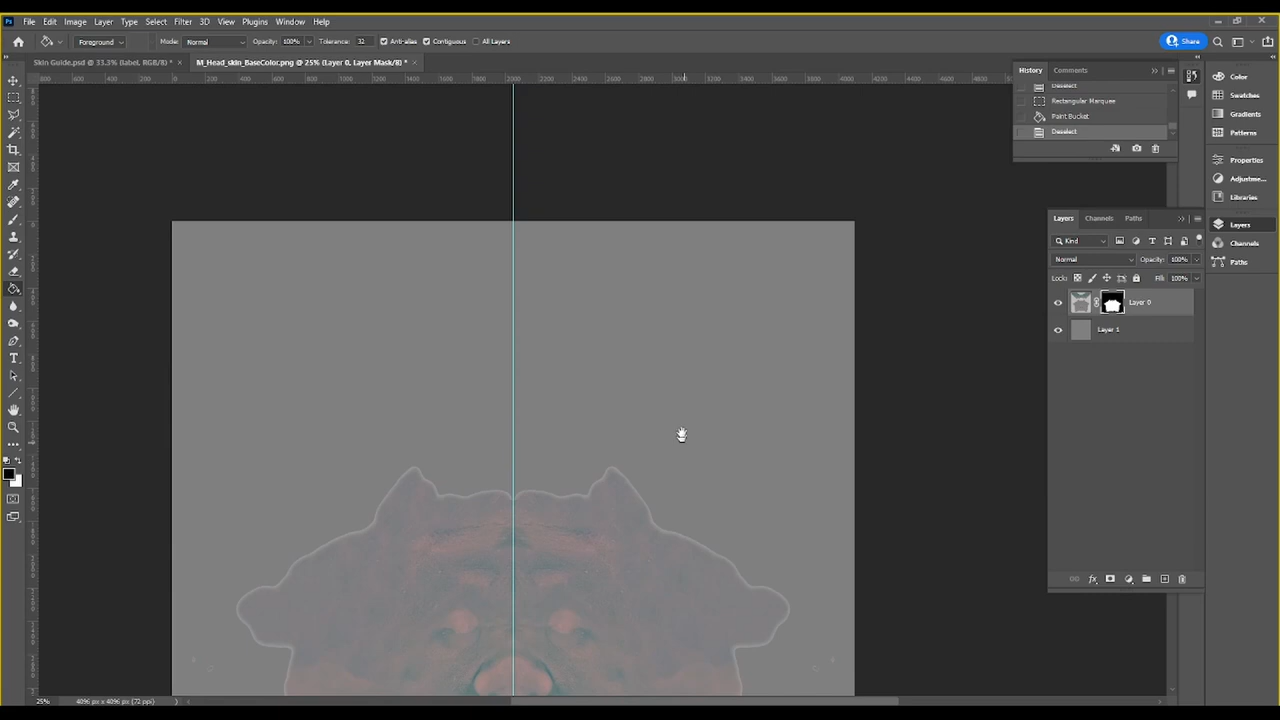 Ps File Edit Image Layer Type Select Filter 3D View Plugins Window Help
Foreground Mode: Normal Opacity: 100% Tolerance: 32 Anti-alias Contiguous All Layers Share
Skin Guide.psd @ 33.3% (label, RGB/8) * × M_Head_skin_BaseColor.png @ 25% (Layer 0, Layer Mask/8) * ×
History Comments
Deselect
Rectangular Marquee
Paint Bucket
Deselect
Color
Swatches
Gradients
Patterns
Properties
Adjustme...
Libraries
Layers
Channels
Paths
Layers Channels Paths
Kind
Normal Opacity: 100%
Lock: Fill: 100%
Layer 0
Layer 1
25% 4096 px x 4096 px (72 ppi)